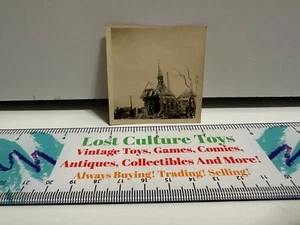 Lost Culture Toys
Vintage Toys, Games, Comics,
Antiques, Collectibles And More!
Always Buying! Trading! Selling!